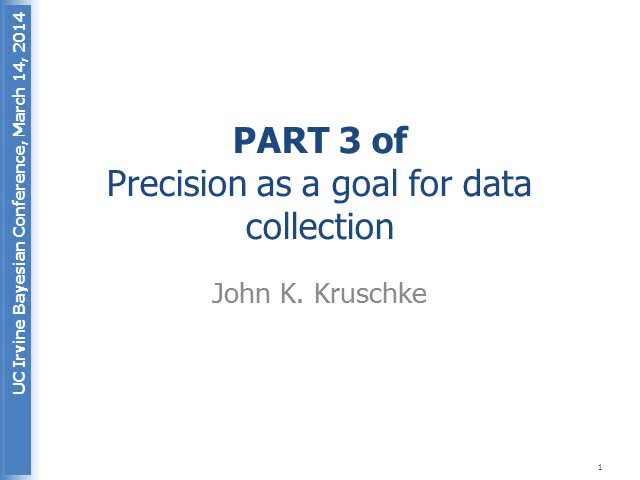 UC Irvine Bayesian Conference, March 14, 2014
PART 3 of
Precision as a goal for data
collection
John K. Kruschke
1